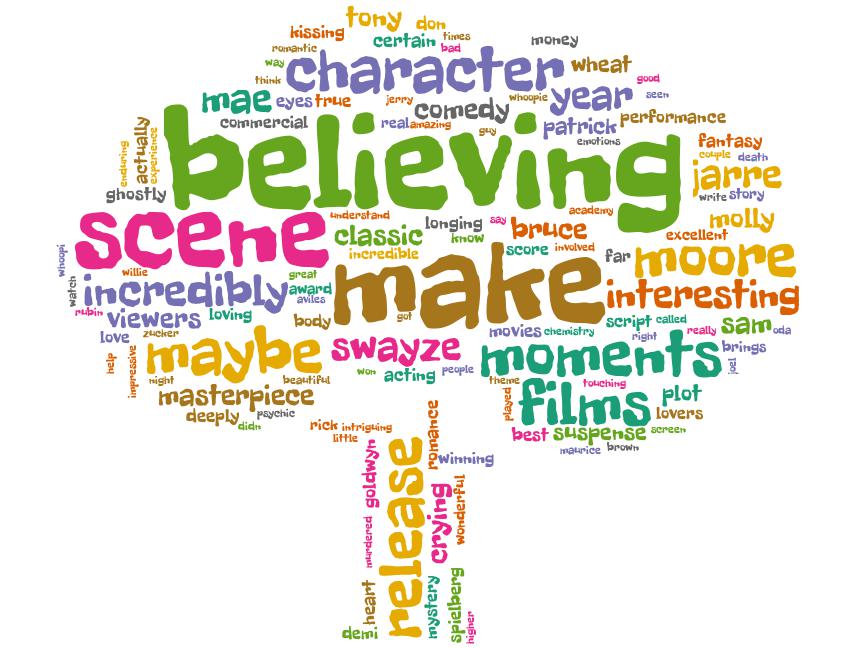 tony
don
kissing
certain
times
romantic
bad
money
way
character
wheat
think
good
mae
eyes
true
jerry
comedy
whoopie
year
seen
commercial
real
amazing
guy
patrick
performance
emotions
believing
enduring
actually
experience
fantasy
couple
death
ghostly
jarre
write
story
scene
understand
longing
say
academy
molly
classic
know
bruce
excellent
whoopi
incredible
score
involved
far
moore
willie
great
make
watch
incredibly
award
interesting
aviles
rubin
viewers
loving
body
got
script
called
sam
oda
love
zucker
movies
chemistry
right
really
help
impressive
maybe
swayze
moments
brings
joel
won
acting
people
night
beautiful
theme
touching
masterpiece
played
films
plot
deeply
psychic
lovers
didn
rick
intriguing
romance
best
suspense
screen
little
maurice
brown
goldwyn
release
winning
murdered
crying
wonderful
heart
mystery
spielberg
demi
higher